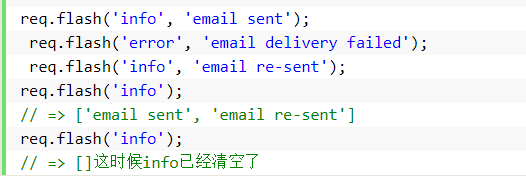 req.flash('info', 'email sent');
req.flash('error', 'email delivery failed');
req.flash('info', 'email re-sent');
req.flash('info');
// => ['email sent', 'email re-sent']
req.flash('info');
// => []这时候info已经清空了